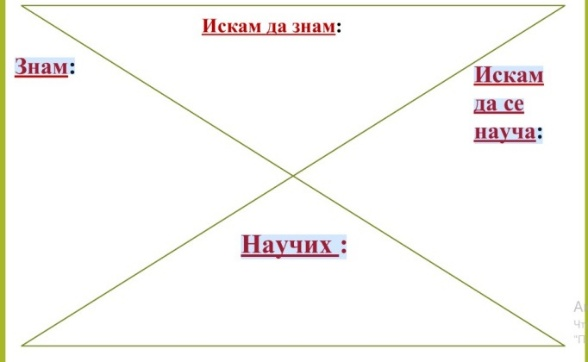 Искам да знам:
Знам:
Искам
да се
науча:
Научих :